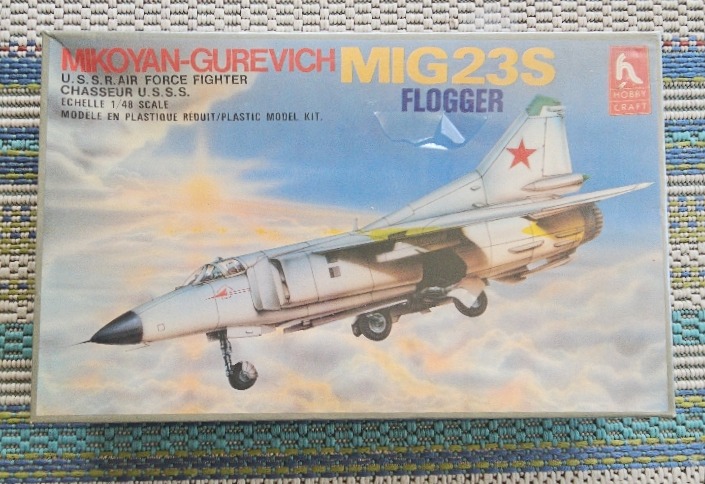 MIKOYAN-GUREVICH MIG23S
U.S.S.R. AIR FORCE FIGHTER
FLOGGER
CHASSEUR U.S.S.S.
ECHELLE 1/48 SCALE
MODELE EN PLASTIQUE REDUIT/PLASTIC MODEL KIT.
h
HOBBY
CRAFT